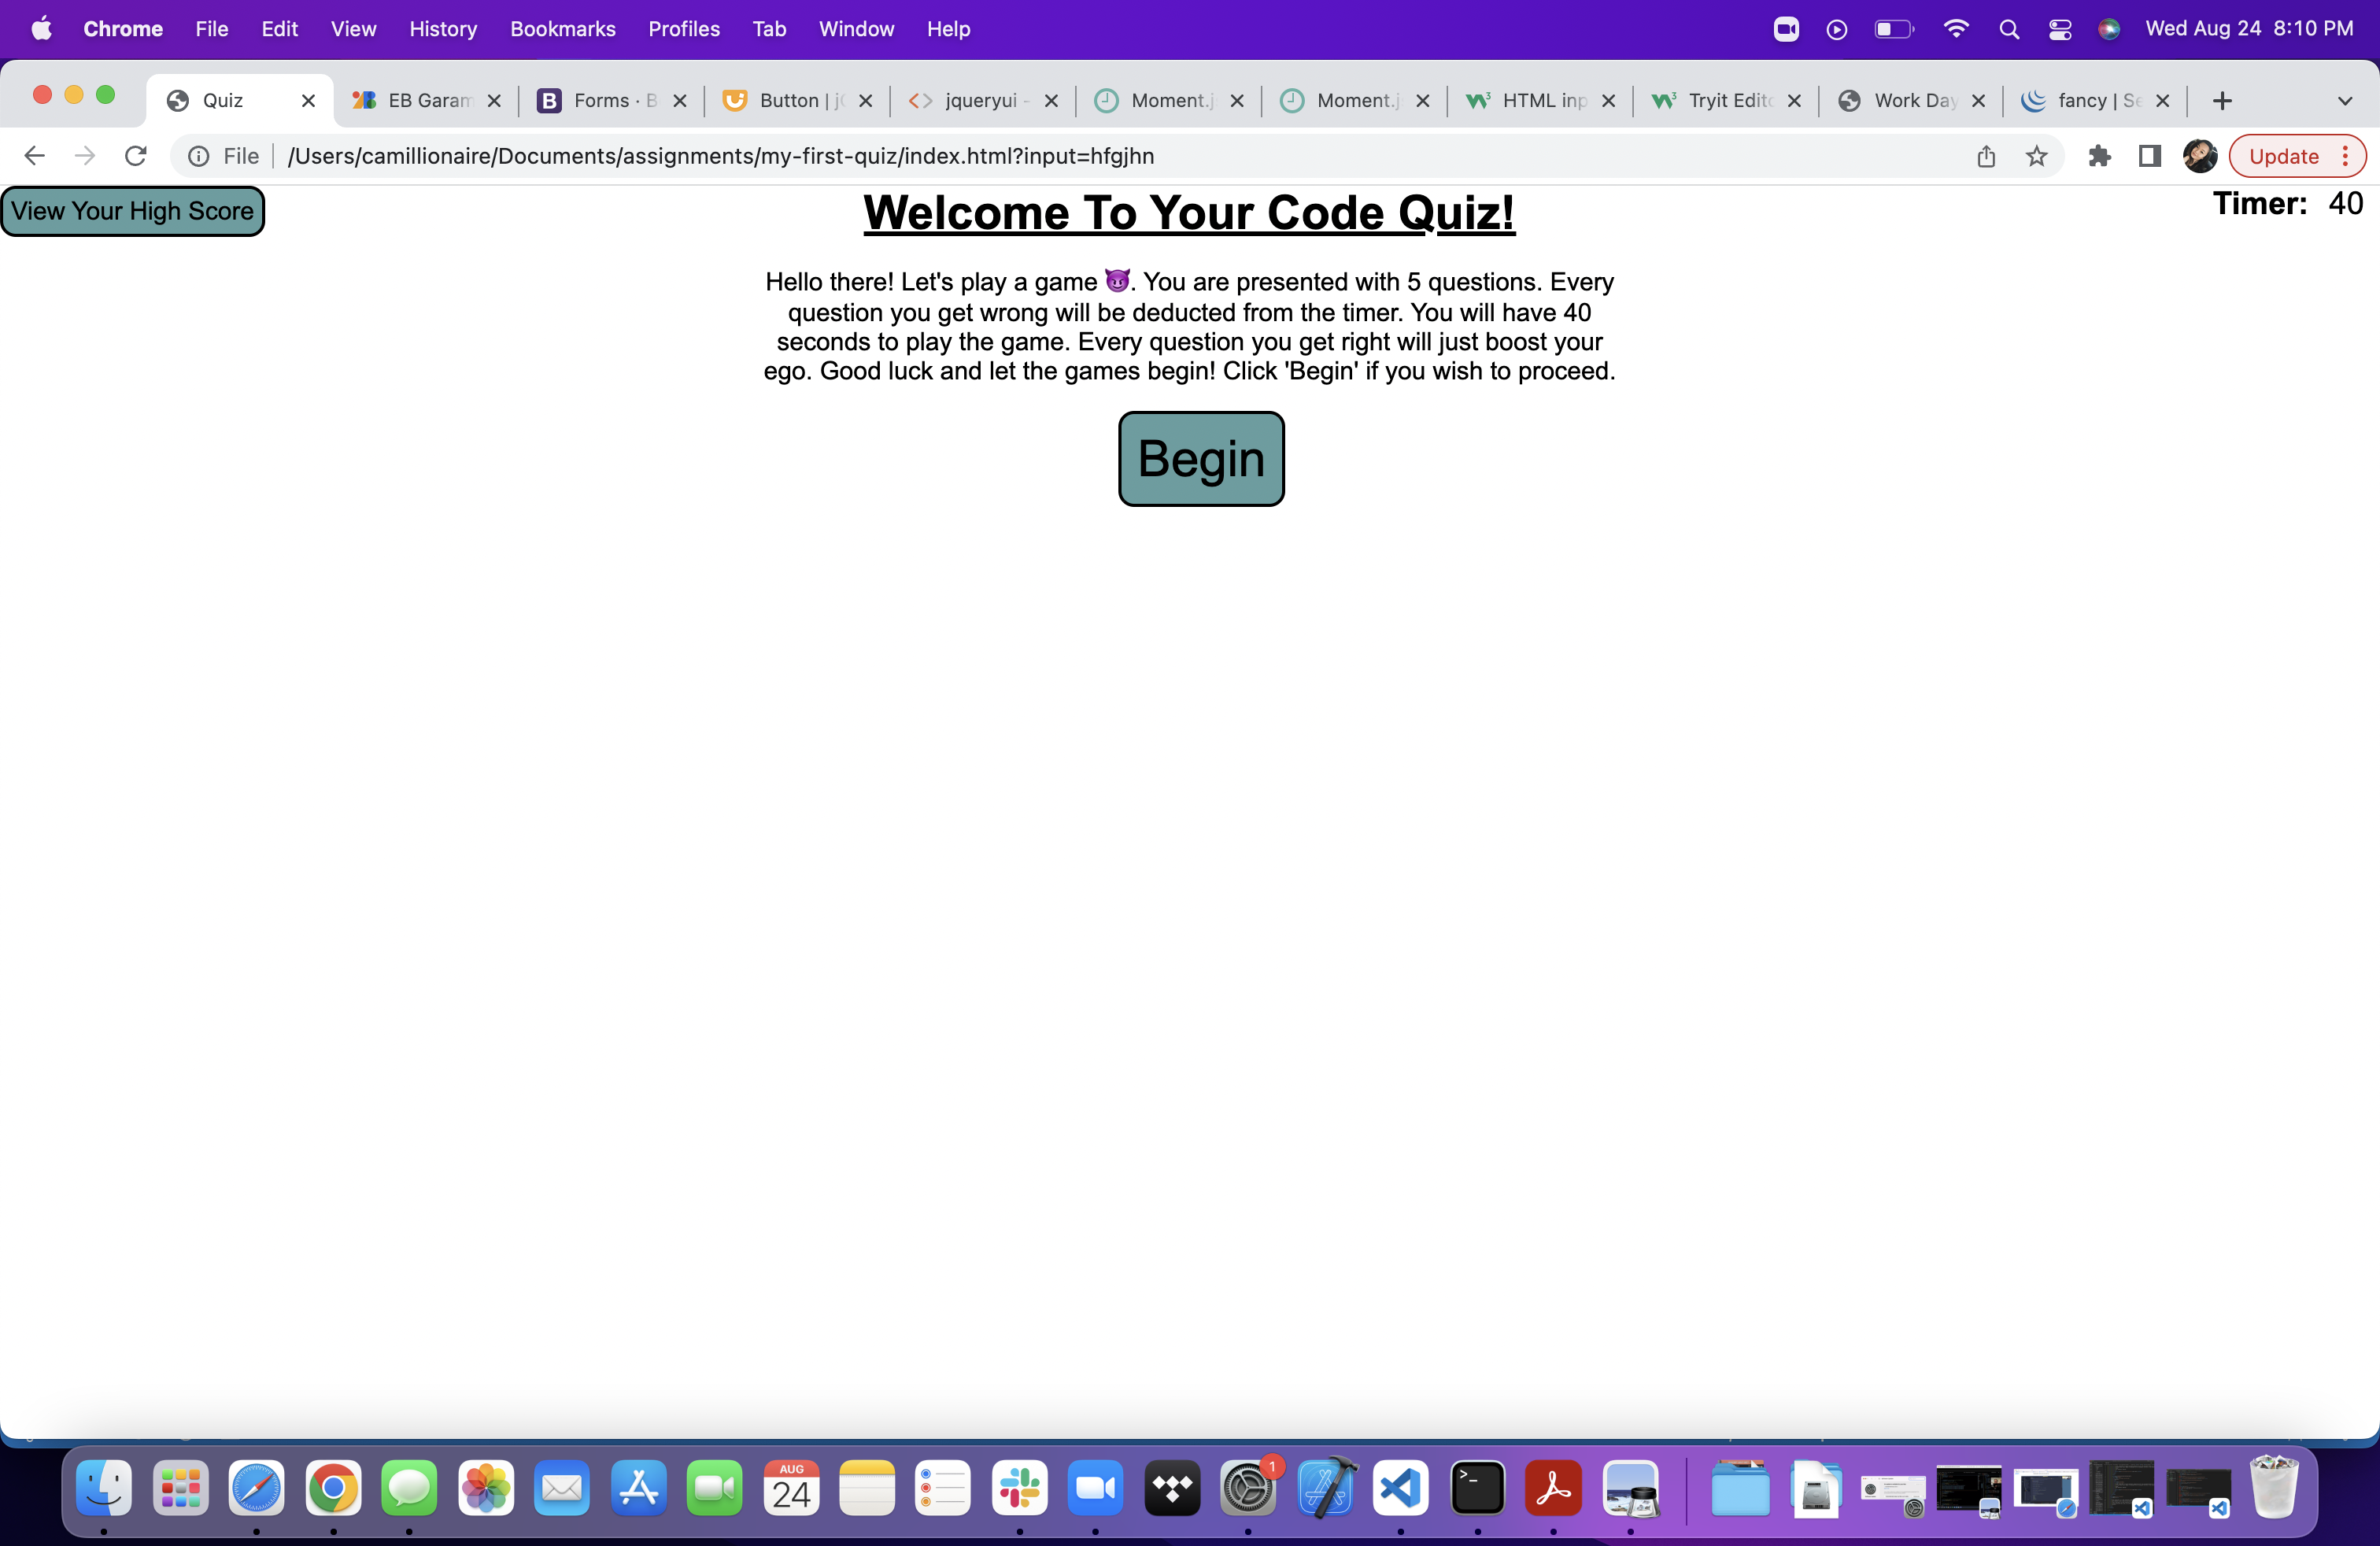 Chrome File Edit View History Bookmarks Profiles Tab Window Help Wed Aug 24 8:10 PM
Quiz EB Garam Forms · B Button | j jqueryui - Moment.j Moment.j HTML inp Tryit Edito Work Day fancy | Se
File /Users/camillionaire/Documents/assignments/my-first-quiz/index.html?input=hfgjhn Update
View Your High Score
Welcome To Your Code Quiz!
Timer: 40
Hello there! Let's play a game 😈. You are presented with 5 questions. Every
question you get wrong will be deducted from the timer. You will have 40
seconds to play the game. Every question you get right will just boost your
ego. Good luck and let the games begin! Click 'Begin' if you wish to proceed.
Begin
AUG
24
1